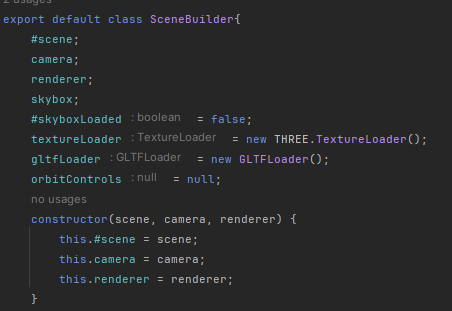 2 usages
export default class SceneBuilder{
#scene;
camera;
renderer;
skybox;
#skyboxLoaded : boolean = false;
textureLoader : TextureLoader = new THREE.TextureLoader();
gltfLoader : GLTFLoader = new GLTFLoader();
orbitControls : null = null;
no usages
constructor(scene, camera, renderer) {
this.#scene = scene;
this.camera = camera;
this.renderer = renderer;
}